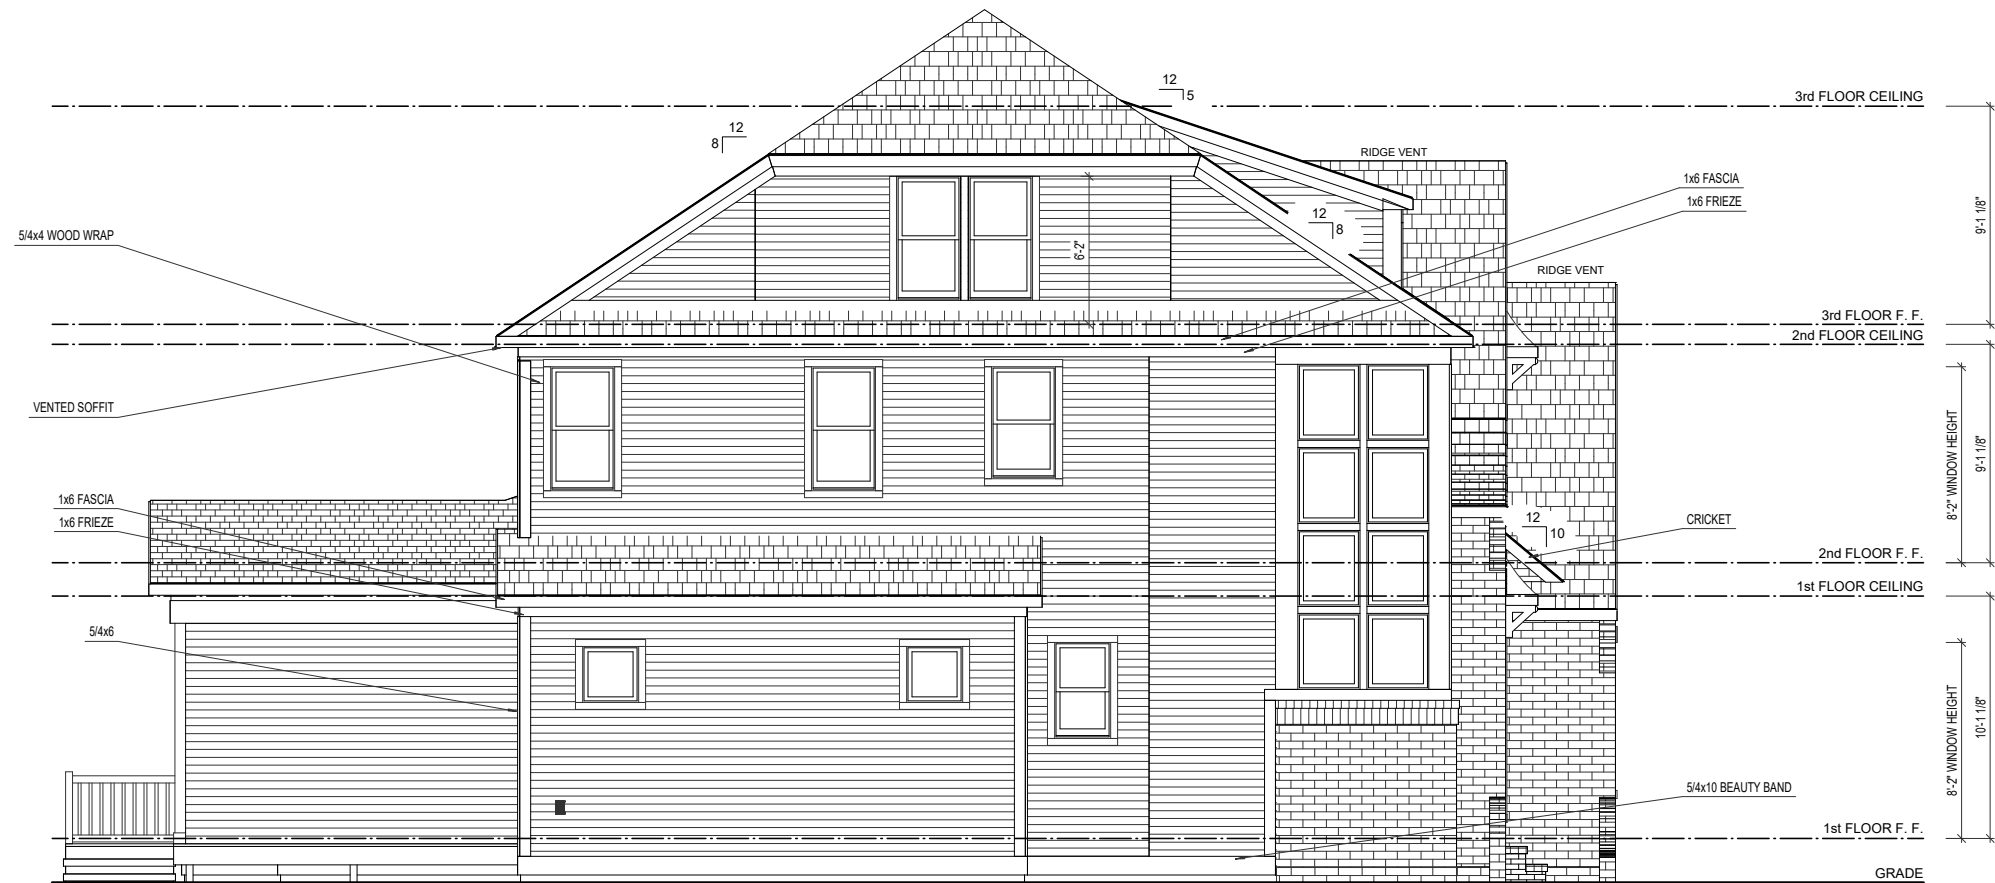 12
5
3rd FLOOR CEILING
12
8
RIDGE VENT
1x6 FASCIA
1x6 FRIEZE
9'-1 1/8"
12
8
5/4x4 WOOD WRAP
6'-2"
RIDGE VENT
3rd FLOOR F. F.
2nd FLOOR CEILING
VENTED SOFFIT
8'-2" WINDOW HEIGHT
9'-1 1/8"
1x6 FASCIA
1x6 FRIEZE
12
10
CRICKET
2nd FLOOR F. F.
1st FLOOR CEILING
5/4x6
8'-2" WINDOW HEIGHT
10'-1 1/8"
5/4x10 BEAUTY BAND
1st FLOOR F. F.
GRADE